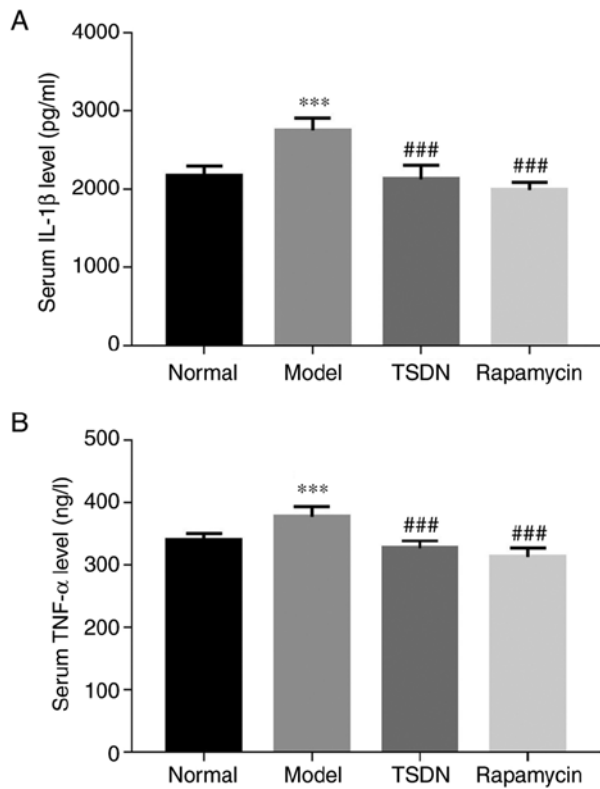 A
Serum IL-1β level (pg/ml)
4000
3000
2000
1000
0
***
###
###
Normal Model TSDN Rapamycin
B
Serum TNF-α level (ng/l)
500
400
300
200
100
0
***
###
###
Normal Model TSDN Rapamycin